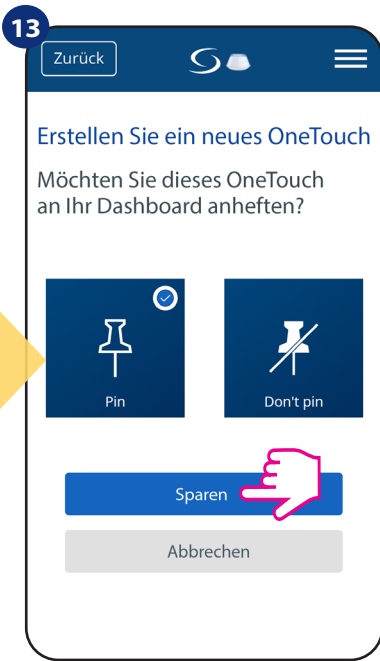 13
Zurück
Erstellen Sie ein neues OneTouch
Möchten Sie dieses OneTouch
an Ihr Dashboard anheften?
Pin
Don't pin
Sparen
Abbrechen